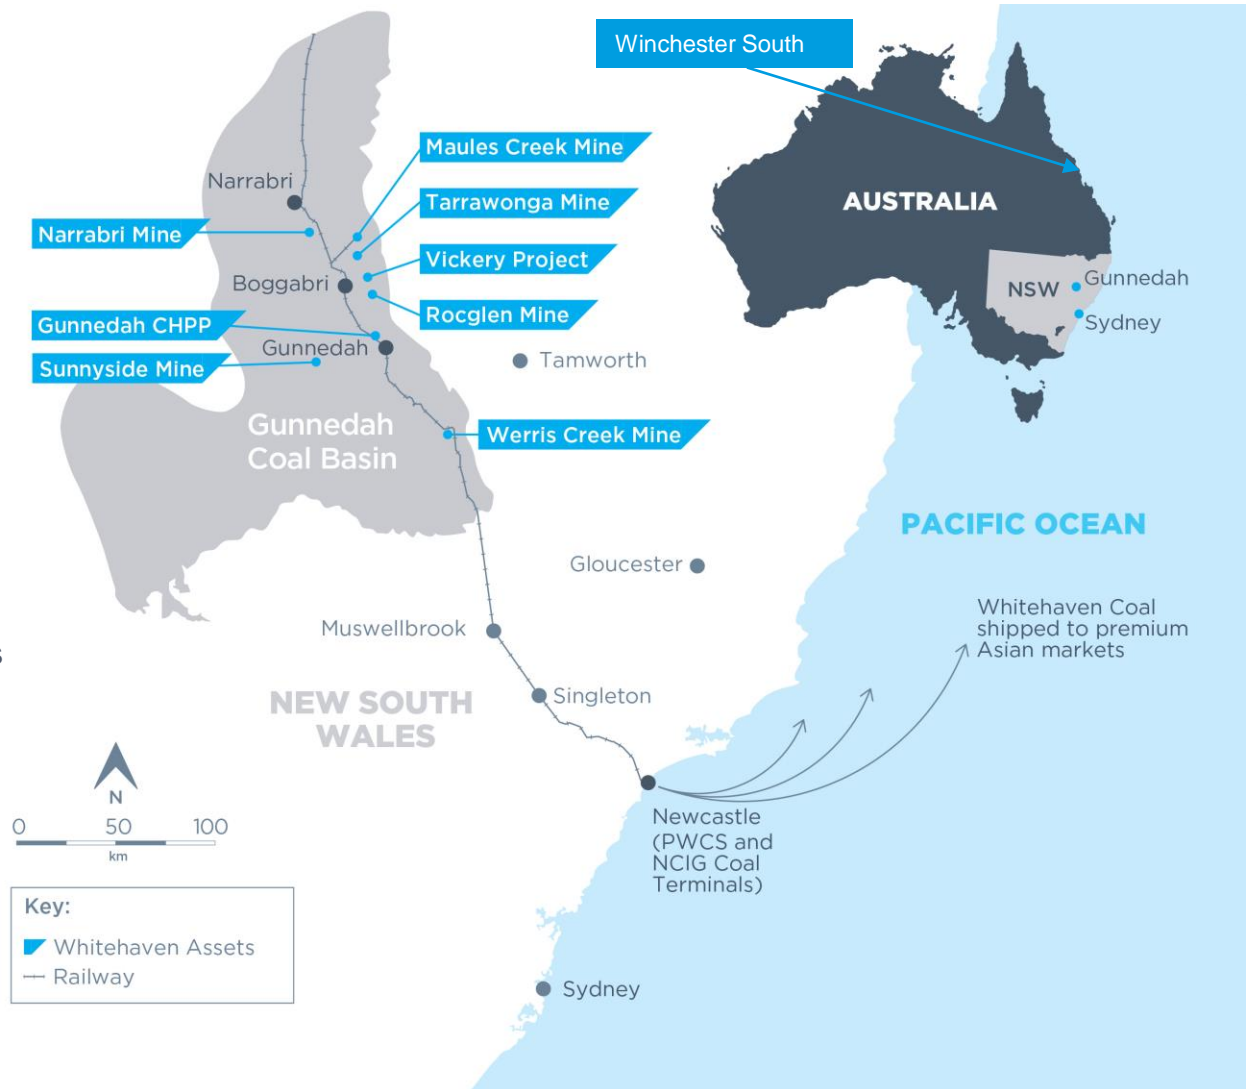 Winchester South
Maules Creek Mine
Narrabri
Tarrawonga Mine
AUSTRALIA
Narrabri Mine
Vickery Project
Boggabri
NSW
Gunnedah
Rocglen Mine
Gunnedah CHPP
Sydney
Gunnedah
Sunnyside Mine
Tamworth
Gunnedah
Coal Basin
Werris Creek Mine
PACIFIC OCEAN
Gloucester
Whitehaven Coal
shipped to premium
Asian markets
Muswellbrook
s
NEW SOUTH
WALES
Singleton
N
0 50 100
km
Newcastle
(PWCS and
NCIG Coal
Terminals)
Key:
Whitehaven Assets
Railway
Sydney